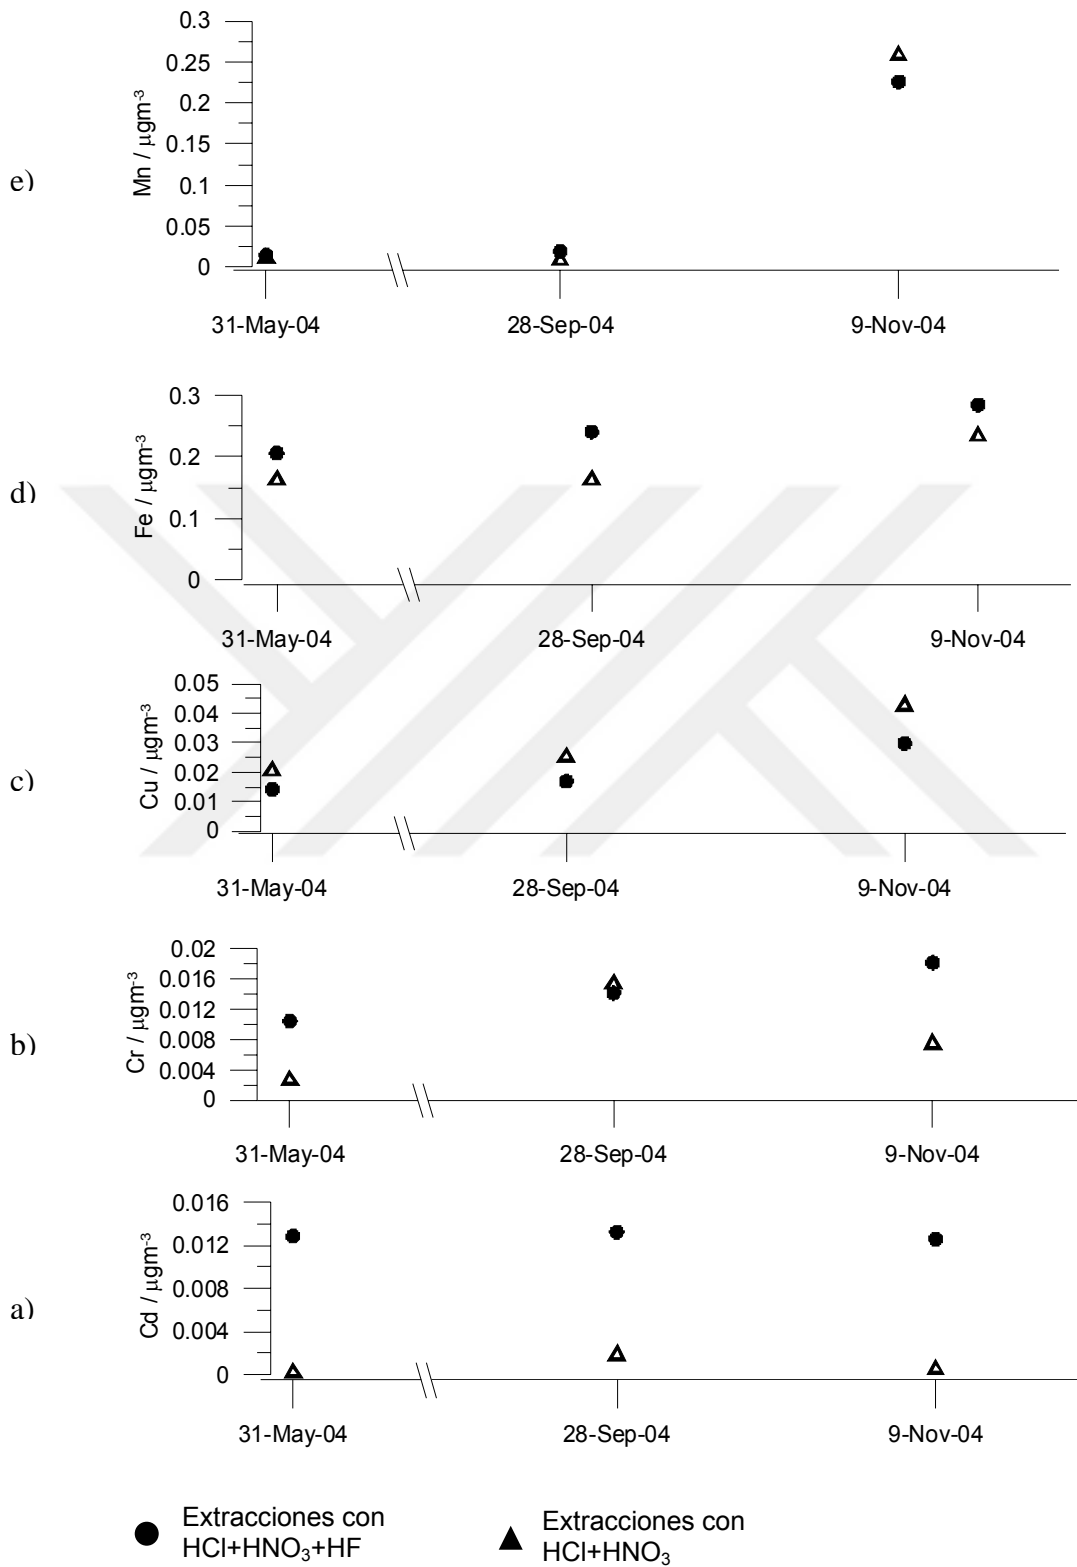 e)
Mn / µgm-3
0.3
0.25
0.2
0.15
0.1
0.05
0
31-May-04 28-Sep-04 9-Nov-04
d)
Fe / µgm-3
0.3
0.2
0.1
0
31-May-04 28-Sep-04 9-Nov-04
c)
Cu / µgm-3
0.05
0.04
0.03
0.02
0.01
0
31-May-04 28-Sep-04 9-Nov-04
b)
Cr / µgm-3
0.02
0.016
0.012
0.008
0.004
0
31-May-04 28-Sep-04 9-Nov-04
a)
Cd / µgm-3
0.016
0.012
0.008
0.004
0
31-May-04 28-Sep-04 9-Nov-04
Extracciones con
HCl+HNO3+HF
Extracciones con
HCl+HNO3